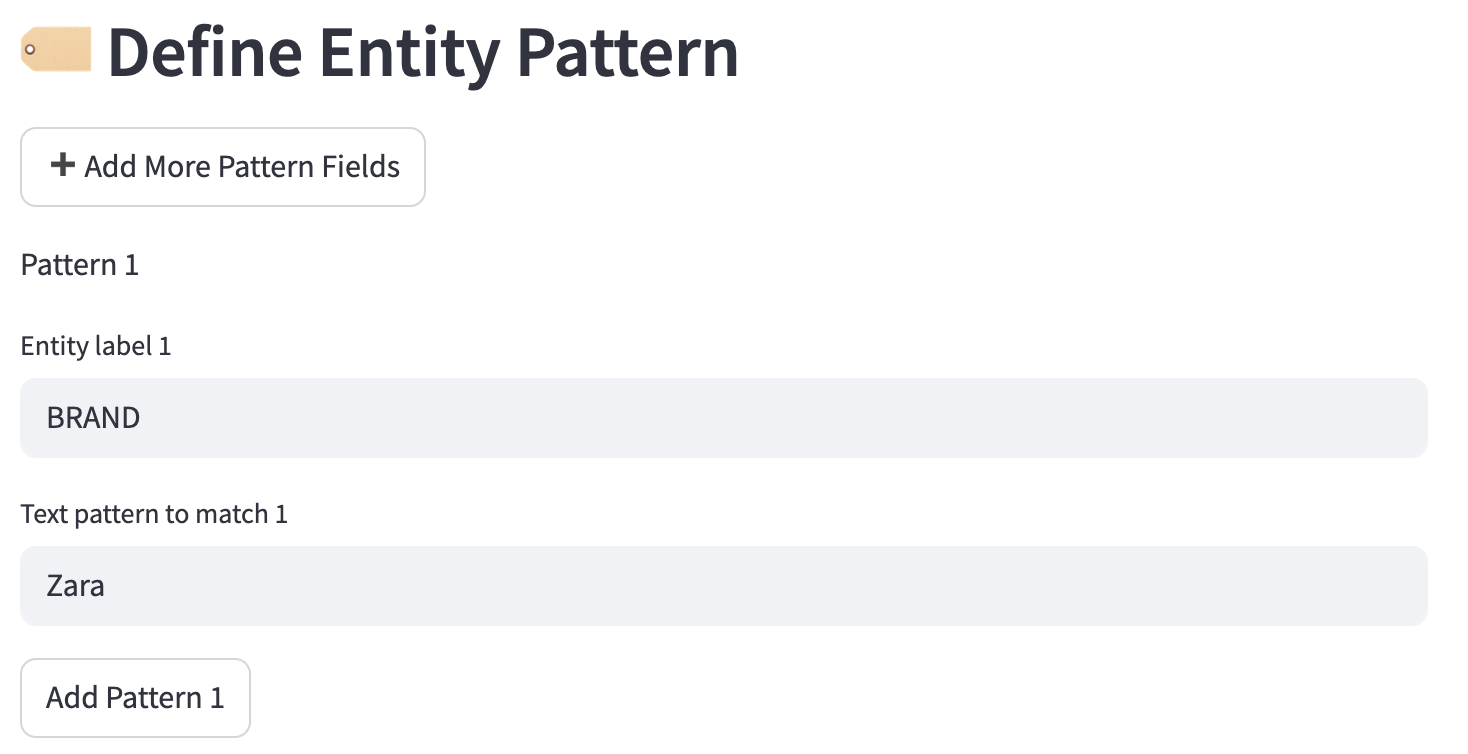 Define Entity Pattern
+ Add More Pattern Fields
Pattern 1
Entity label 1
BRAND
Text pattern to match 1
Zara
Add Pattern 1